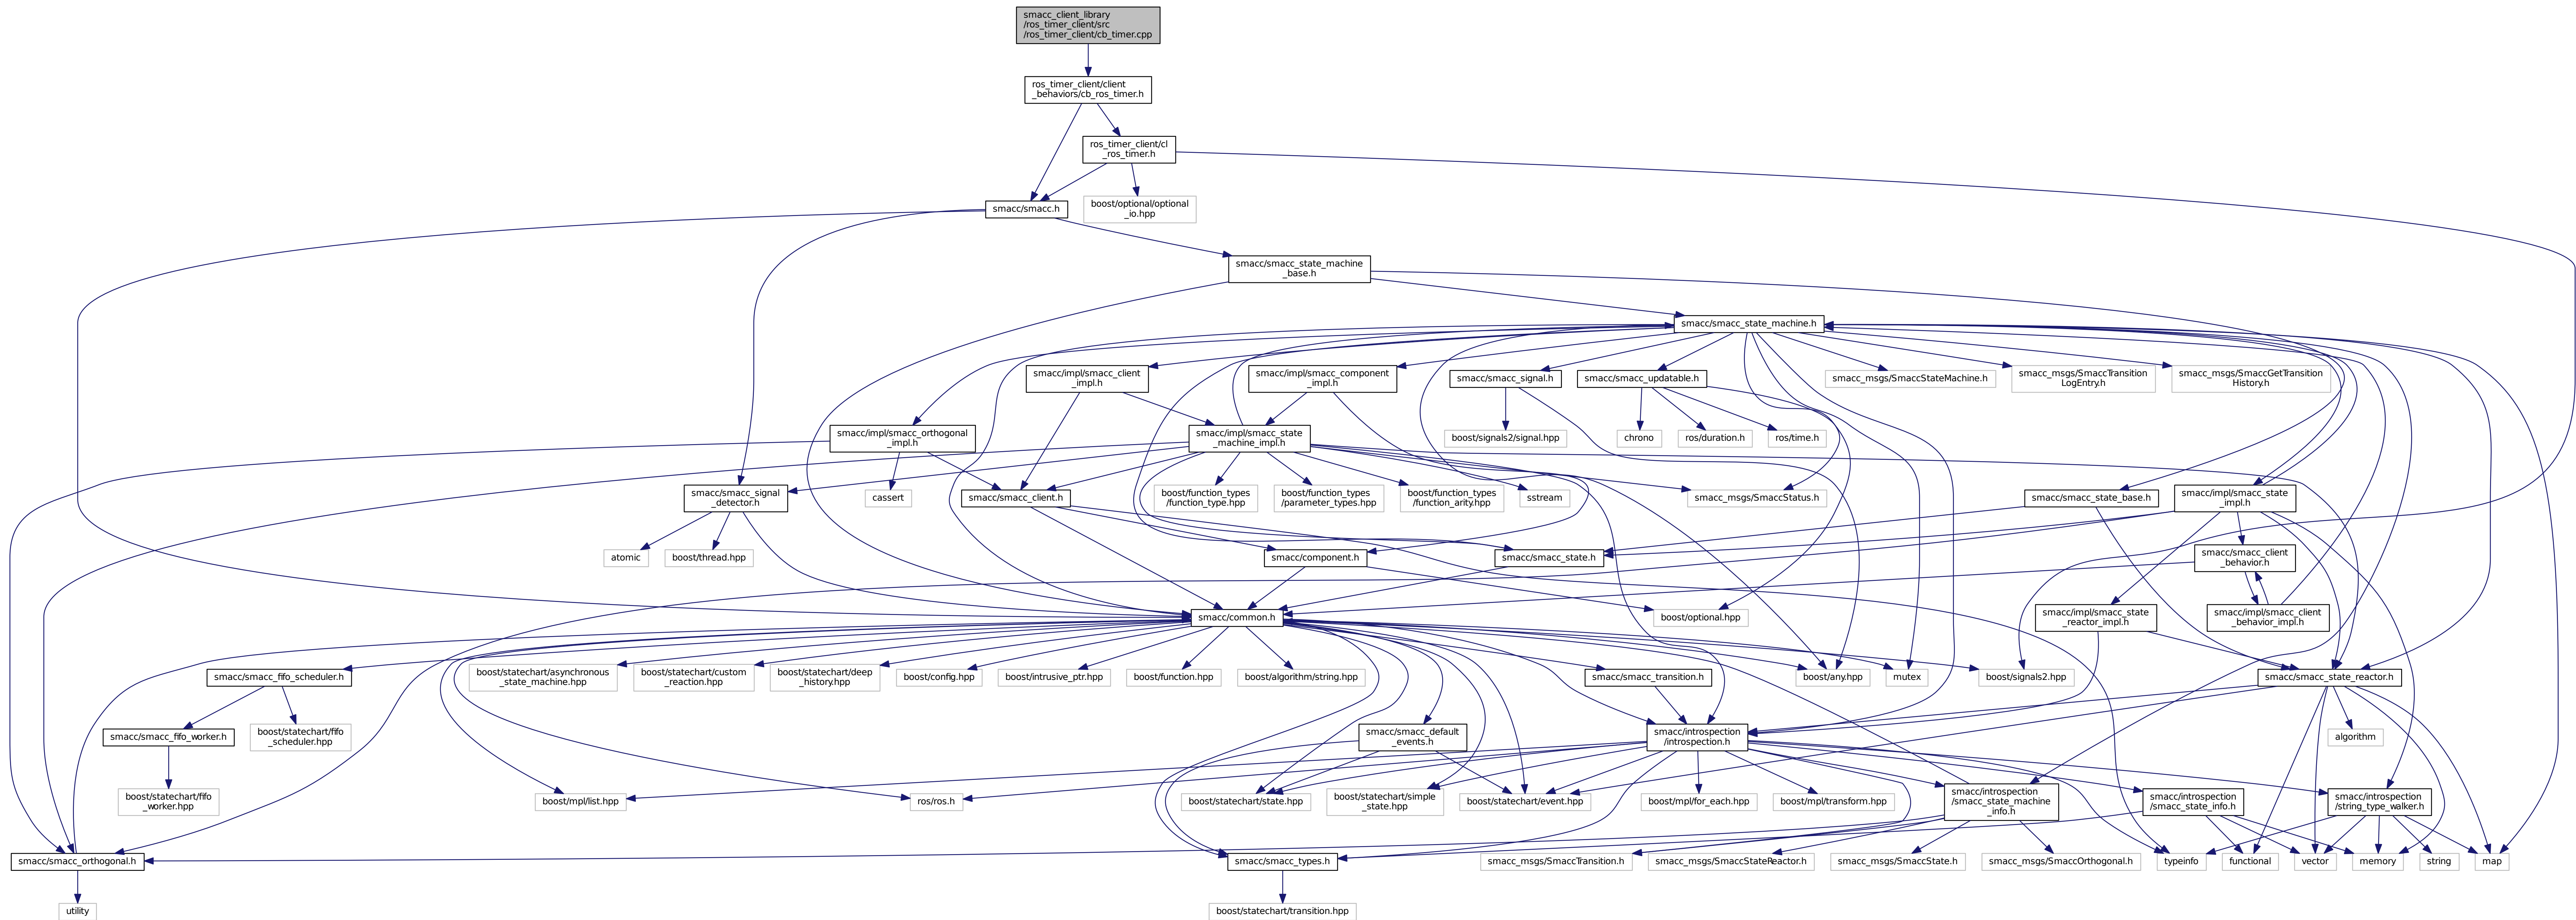 smacc_client_library
/ros_timer_client/src
/ros_timer_client/cb_timer.cpp
ros_timer_client/client
_behaviors/cb_ros_timer.h
ros_timer_client/cl
_ros_timer.h
boost/optional/optional
_io.hpp
smacc/smacc.h
smacc/smacc_state_machine
_base.h
smacc/smacc_state_machine.h
smacc/impl/smacc_client
_impl.h
smacc/impl/smacc_component
_impl.h
smacc/smacc_signal.h
smacc/smacc_updatable.h
smacc_msgs/SmaccStateMachine.h
smacc_msgs/SmaccTransition
LogEntry.h
smacc_msgs/SmaccGetTransition
History.h
smacc/impl/smacc_orthogonal
_impl.h
smacc/impl/smacc_state
_machine_impl.h
boost/signals2/signal.hpp
chrono
ros/duration.h
ros/time.h
smacc/smacc_signal
_detector.h
cassert
smacc/smacc_client.h
boost/function_types
/function_type.hpp
boost/function_types
/parameter_types.hpp
boost/function_types
/function_arity.hpp
sstream
smacc_msgs/SmaccStatus.h
smacc/smacc_state_base.h
smacc/impl/smacc_state
_impl.h
atomic
boost/thread.hpp
smacc/component.h
smacc/smacc_state.h
smacc/smacc_client
_behavior.h
smacc/common.h
boost/optional.hpp
smacc/impl/smacc_state
_reactor_impl.h
smacc/impl/smacc_client
_behavior_impl.h
smacc/smacc_fifo_scheduler.h
boost/statechart/asynchronous
_state_machine.hpp
boost/statechart/custom
_reaction.hpp
boost/statechart/deep
_history.hpp
boost/config.hpp
boost/intrusive_ptr.hpp
boost/function.hpp
boost/algorithm/string.hpp
smacc/smacc_transition.h
boost/any.hpp
mutex
boost/signals2.hpp
smacc/smacc_state_reactor.h
smacc/smacc_fifo_worker.h
boost/statechart/fifo
_scheduler.hpp
smacc/smacc_default
_events.h
smacc/introspection
/introspection.h
algorithm
boost/statechart/fifo
_worker.hpp
boost/mpl/list.hpp
ros/ros.h
boost/statechart/state.hpp
boost/statechart/simple
_state.hpp
boost/statechart/event.hpp
boost/mpl/for_each.hpp
boost/mpl/transform.hpp
smacc/introspection
/smacc_state_machine
_info.h
smacc/introspection
/smacc_state_info.h
smacc/introspection
/string_type_walker.h
smacc/smacc_orthogonal.h
smacc/smacc_types.h
smacc_msgs/SmaccTransition.h
smacc_msgs/SmaccStateReactor.h
smacc_msgs/SmaccState.h
smacc_msgs/SmaccOrthogonal.h
typeinfo
functional
vector
memory
string
map
utility
boost/statechart/transition.hpp